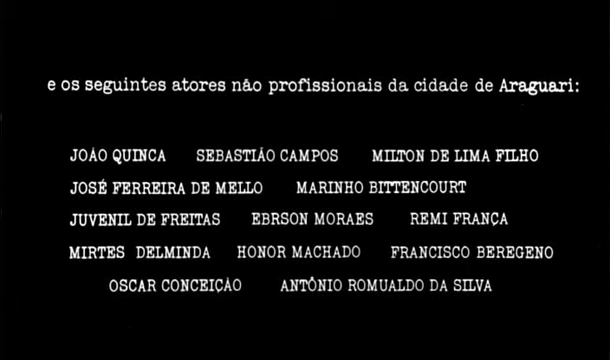 e os seguintes atores não profissionais da cidade de Araguari:
JOÃO QUINCA SEBASTIÃO CAMPOS MILTON DE LIMA FILHO
JOSÉ FERREIRA DE MELLO MARINHO BITTENCOURT
JUVENIL DE FREITAS EBRSON MORAES REMI FRANÇA
MIRTES DELMINDA HONOR MACHADO FRANCISCO BEREGENO
OSCAR CONCEIÇÃO ANTÔNIO ROMUALDO DA SILVA